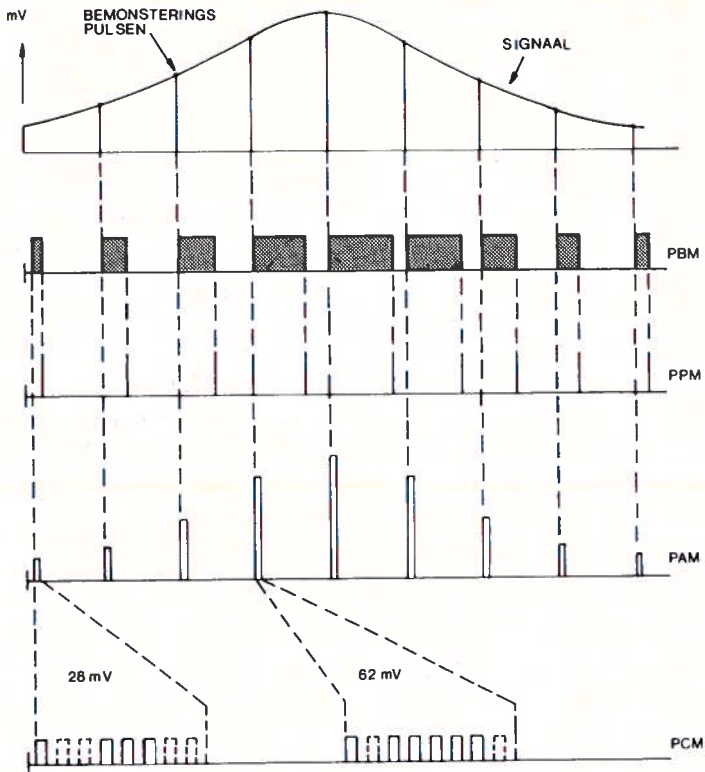 mV
BEMONSTERINGS
PULSEN
SIGNAAL
PBM
PPM
PAM
28 mV
62 mV
PCM